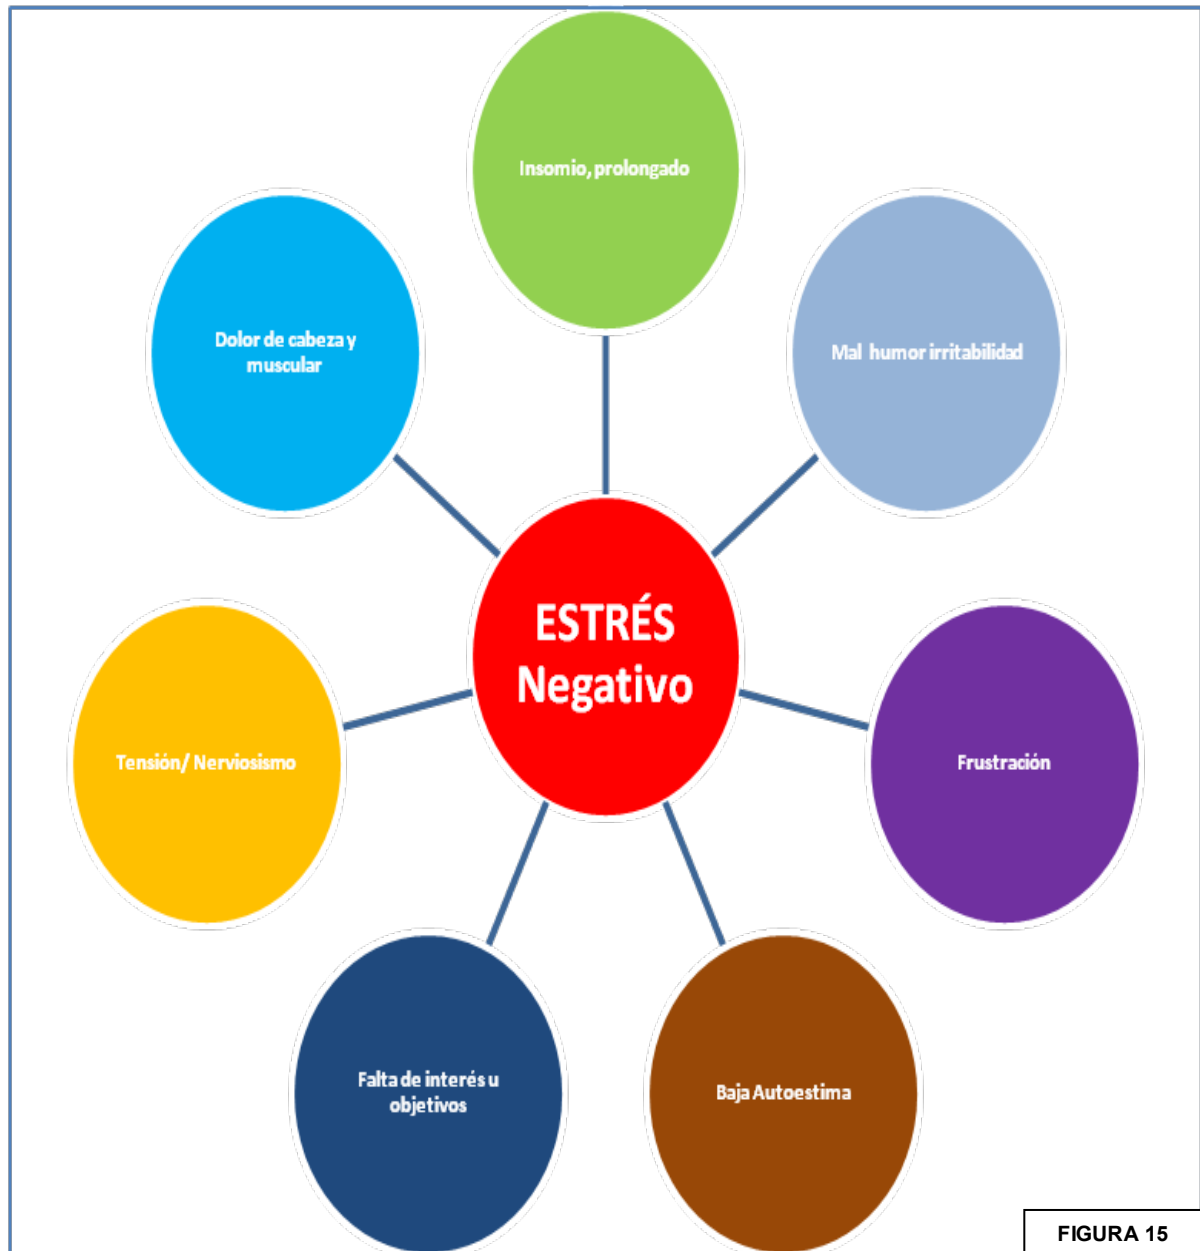 Insomio, prolongado
Mal humor irritabilidad
Frustración
Baja Autoestima
Falta de interés u
objetivos
Tensión/ Nerviosismo
Dolor de cabeza y
muscular
ESTRÉS
Negativo
FIGURA 15